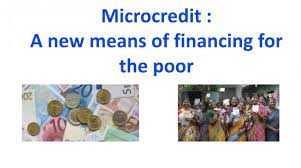 Microcredit :
A new means of financing for
the poor